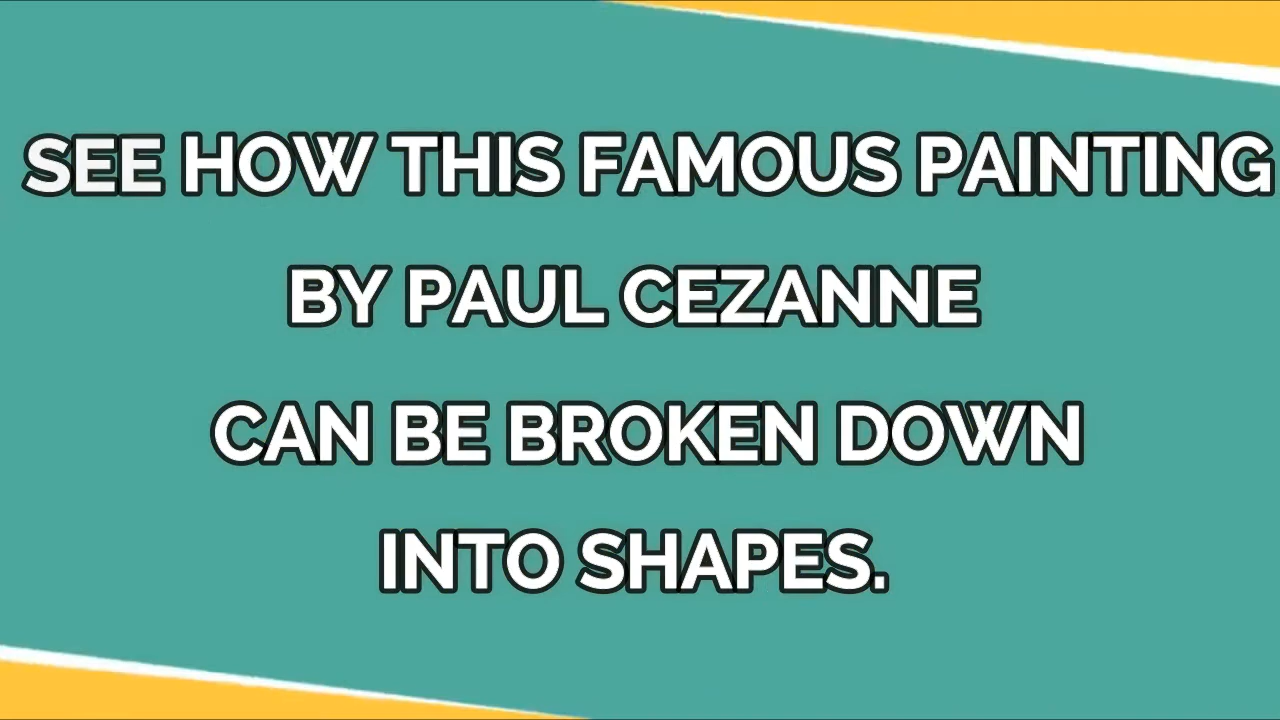 SEE HOW THIS FAMOUS PAINTING
BY PAUL CEZANNE
CAN BE BROKEN DOWN
INTO SHAPES.